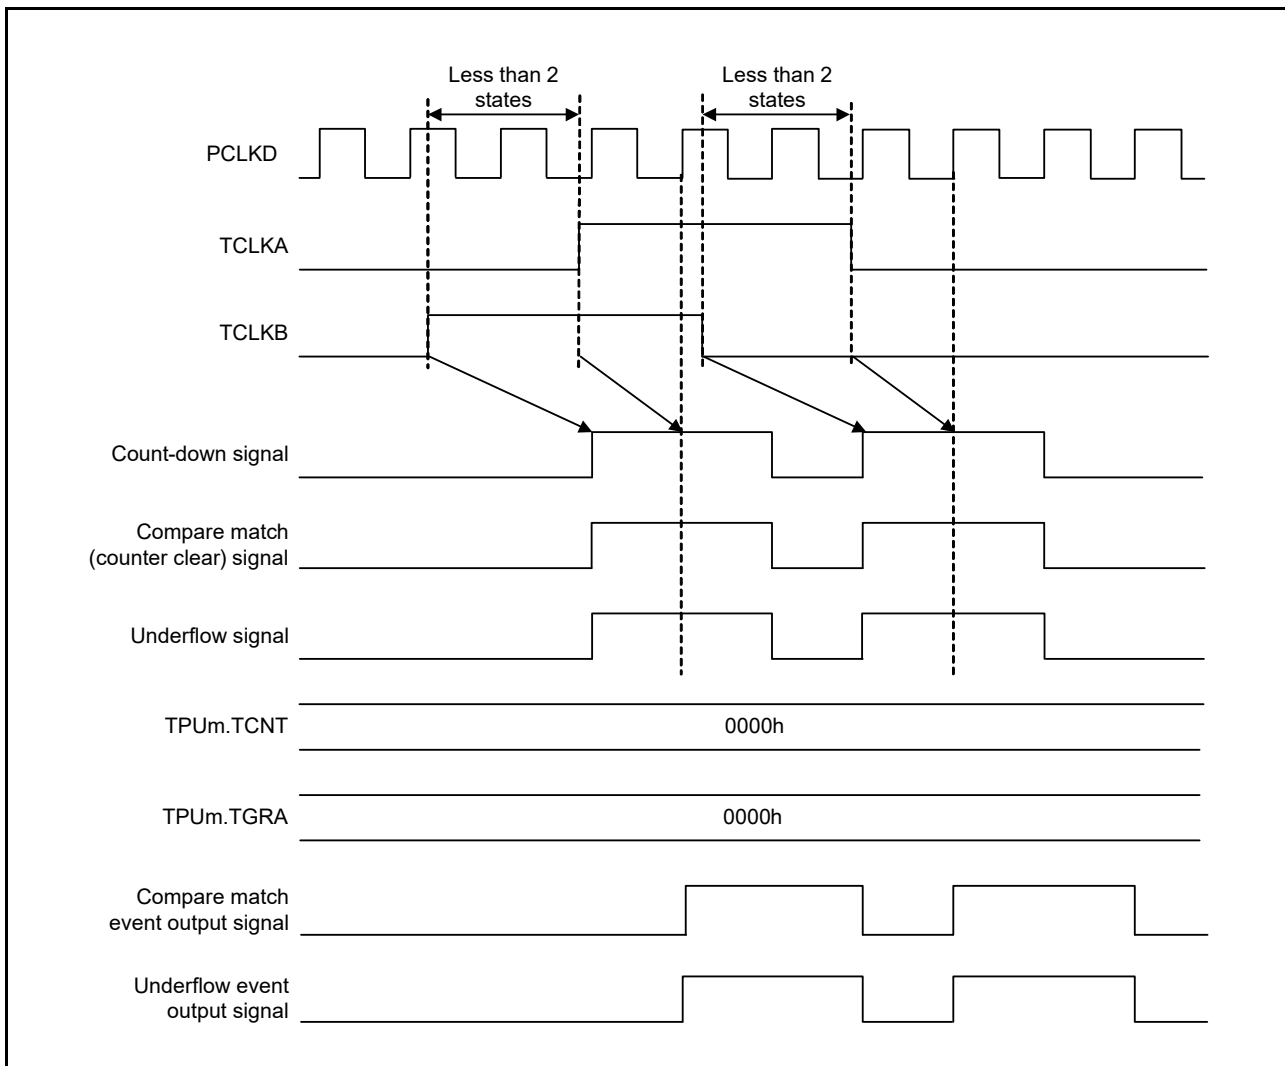 Less than 2
states
Less than 2
states
PCLKD
TCLKA
TCLKB
Count-down signal
Compare match
(counter clear) signal
Underflow signal
TPUm.TCNT
0000h
TPUm.TGRA
0000h
Compare match
event output signal
Underflow event
output signal